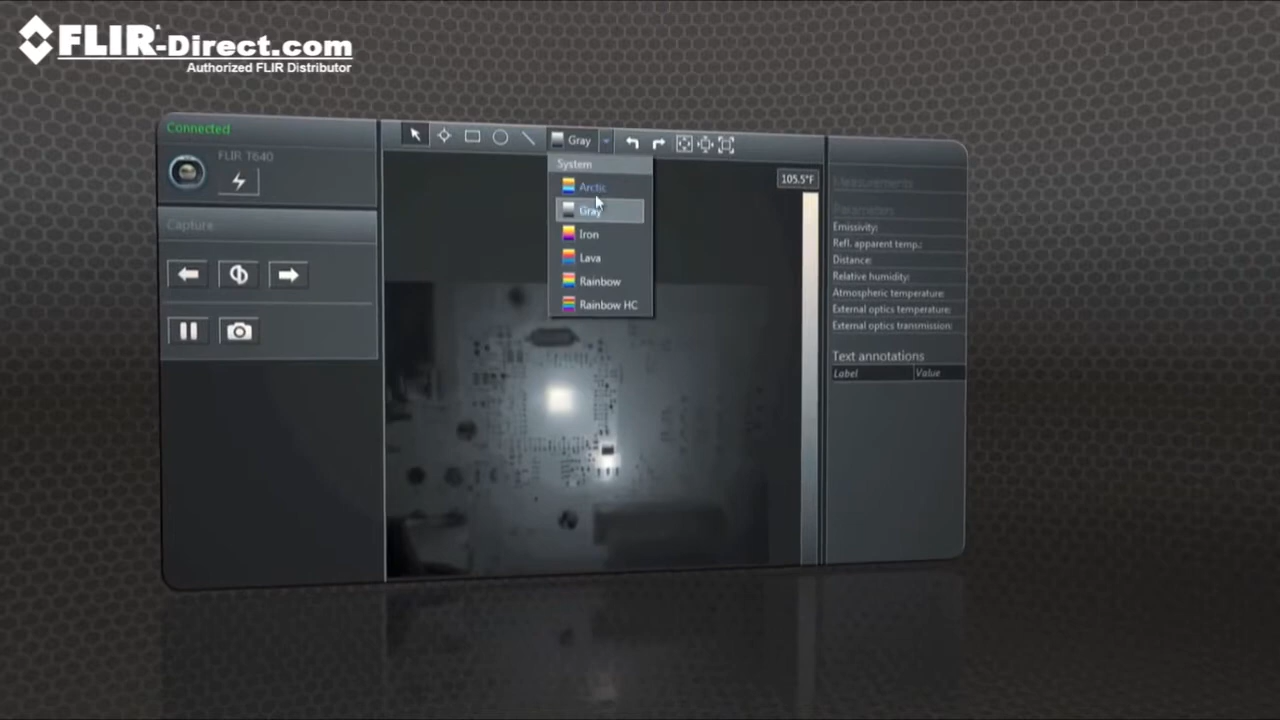 FLIR-Direct.com
Authorized FLIR Distributor
Connected
FLIR T640
Capture
Gray
System
Arctic
Gray
Iron
Lava
Rainbow
Rainbow HC
105.5°F
Measurements
Parameters
Emissivity:
Refl. apparent temp.:
Distance:
Relative humidity:
Atmospheric temperature:
External optics temperature:
External optics transmission:
Text annotations
Label Value